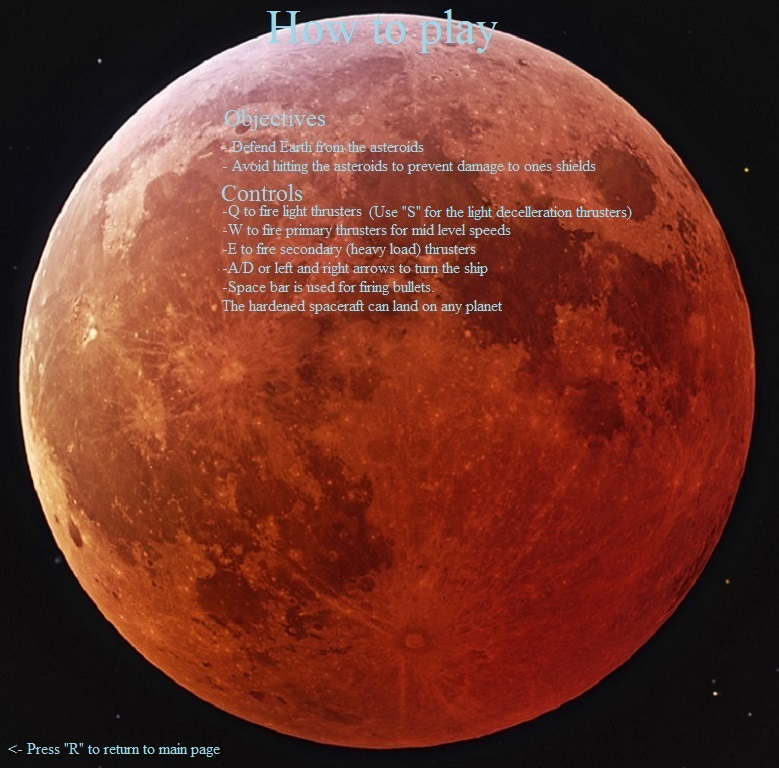 How to play
Objectives
- Defend Earth from the asteroids
- Avoid hitting the asteroids to prevent damage to ones shields
Controls
-Q to fire light thrusters (Use "S" for the light decelleration thrusters)
-W to fire primary thrusters for mid level speeds
-E to fire secondary (heavy load) thrusters
-A/D or left and right arrows to turn the ship
-Space bar is used for firing bullets.
The hardened spaceraft can land on any planet
<- Press "R" to return to main page